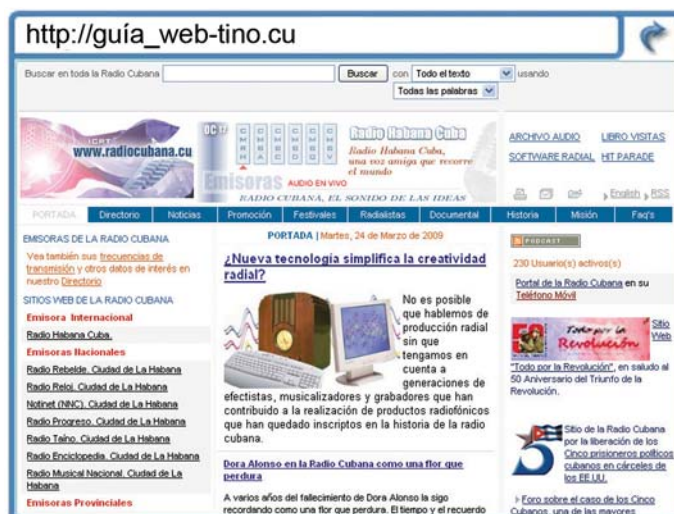 http://guía_web-tino.cu
Buscar en toda la Radio Cubana Buscar con Todo el texto usando
Todas las palabras
ICRT
www.radiocubana.cu
Emisoras AUDIO EN VIVO
Radio Habana Cuba
Radio Habana Cuba,
una voz amiga que recorre
el mundo
RADIO CUBANA, EL SONIDO DE LAS IDEAS
ARCHIVO AUDIO LIBRO VISITAS
SOFTWARE RADIAL HIT PARADE
English RSS
PORTADA Directorio Noticias Promoción Festivales Radialistas Documental Historia Misión Faq's
EMISORAS DE LA RADIO CUBANA
Vea también sus frecuencias de
transmisión y otros datos de interés en
nuestro Directorio
SITIOS WEB DE LA RADIO CUBANA
Emisora Internacional
Radio Habana Cuba.
Emisoras Nacionales
Radio Rebelde. Ciudad de La Habana
Radio Reloj. Ciudad de La Habana
Notinet (NNC). Ciudad de La Habana
Radio Progreso. Ciudad de La Habana
Radio Taíno. Ciudad de La Habana
Radio Enciclopedia. Ciudad de La Habana
Radio Musical Nacional. Ciudad de La
Habana
Emisoras Provinciales
PORTADA | Martes, 24 de Marzo de 2009
¿Nueva tecnología simplifica la creatividad
radial?
No es posible
que hablemos de
producción radial
sin que
tengamos en
cuenta a
generaciones de
efectistas, musicalizadores y grabadores que han
contribuido a la realización de productos radiofónicos
que han quedado inscriptos en la historia de la radio
cubana.
Dora Alonso en la Radio Cubana como una flor que
perdura
A varios años del fallecimiento de Dora Alonso la sigo
recordando como una flor que perdura. El tiempo y el recuerdo
PODCAST
230 Usuario(s) activos(s)
Portal de la Radio Cubana en su
Teléfono Móvil
50 Todo por la
Revolución
Sitio
Web
"Todo por la Revolución", en saludo al
50 Aniversario del Triunfo de la
Revolución.
5
Sitio de la Radio Cubana
por la liberación de los
Cinco prisioneros políticos
cubanos en cárceles de
los EE.UU.
Foro sobre el caso de los Cinco
Cubanos, una de las mayores